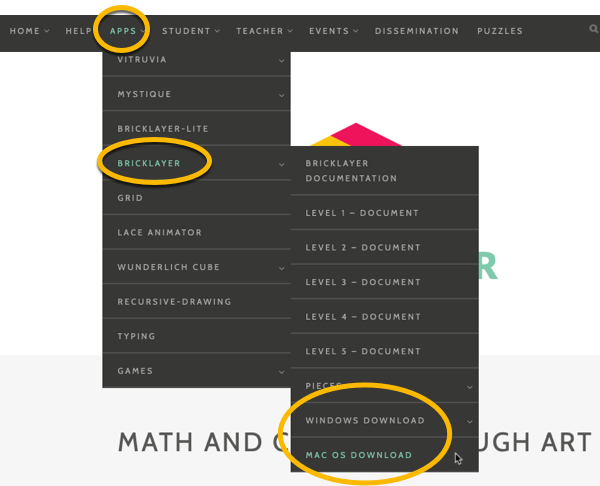 HOME HELP APPS STUDENT TEACHER EVENTS DISSEMINATION PUZZLES
VITRUVIA
MYSTIQUE
BRICKLAYER-LITE
BRICKLAYER
GRID
LACE ANIMATOR
WUNDERLICH CUBE
RECURSIVE-DRAWING
TYPING
GAMES
BRICKLAYER
DOCUMENTATION
LEVEL 1 – DOCUMENT
LEVEL 2 – DOCUMENT
LEVEL 3 – DOCUMENT
LEVEL 4 – DOCUMENT
LEVEL 5 – DOCUMENT
PIECES
WINDOWS DOWNLOAD
MAC OS DOWNLOAD
R
MATH AND C UGH ART